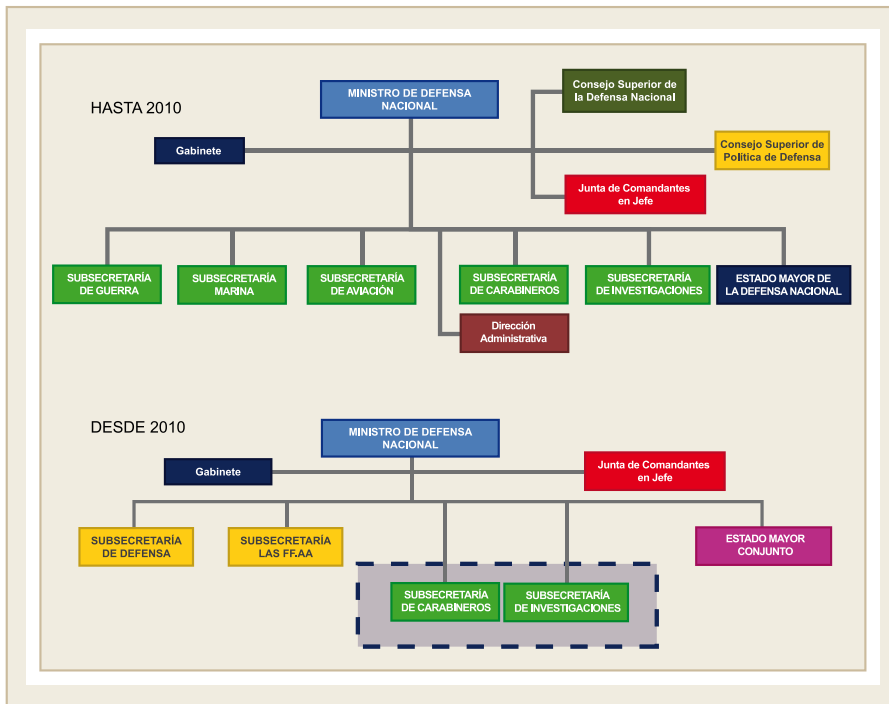 HASTA 2010
MINISTRO DE DEFENSA
NACIONAL
Consejo Superior de
la Defensa Nacional
Gabinete
Consejo Superior de
Política de Defensa
Junta de Comandantes
en Jefe
SUBSECRETARÍA
DE GUERRA
SUBSECRETARÍA
MARINA
SUBSECRETARÍA
DE AVIACIÓN
SUBSECRETARÍA
DE CARABINEROS
SUBSECRETARÍA
DE INVESTIGACIONES
ESTADO MAYOR DE
LA DEFENSA NACIONAL
Dirección
Administrativa
DESDE 2010
MINISTRO DE DEFENSA
NACIONAL
Gabinete
Junta de Comandantes
en Jefe
SUBSECRETARÍA
DE DEFENSA
SUBSECRETARÍA
LAS FF.AA
ESTADO MAYOR
CONJUNTO
SUBSECRETARÍA
DE CARABINEROS
SUBSECRETARÍA
DE INVESTIGACIONES